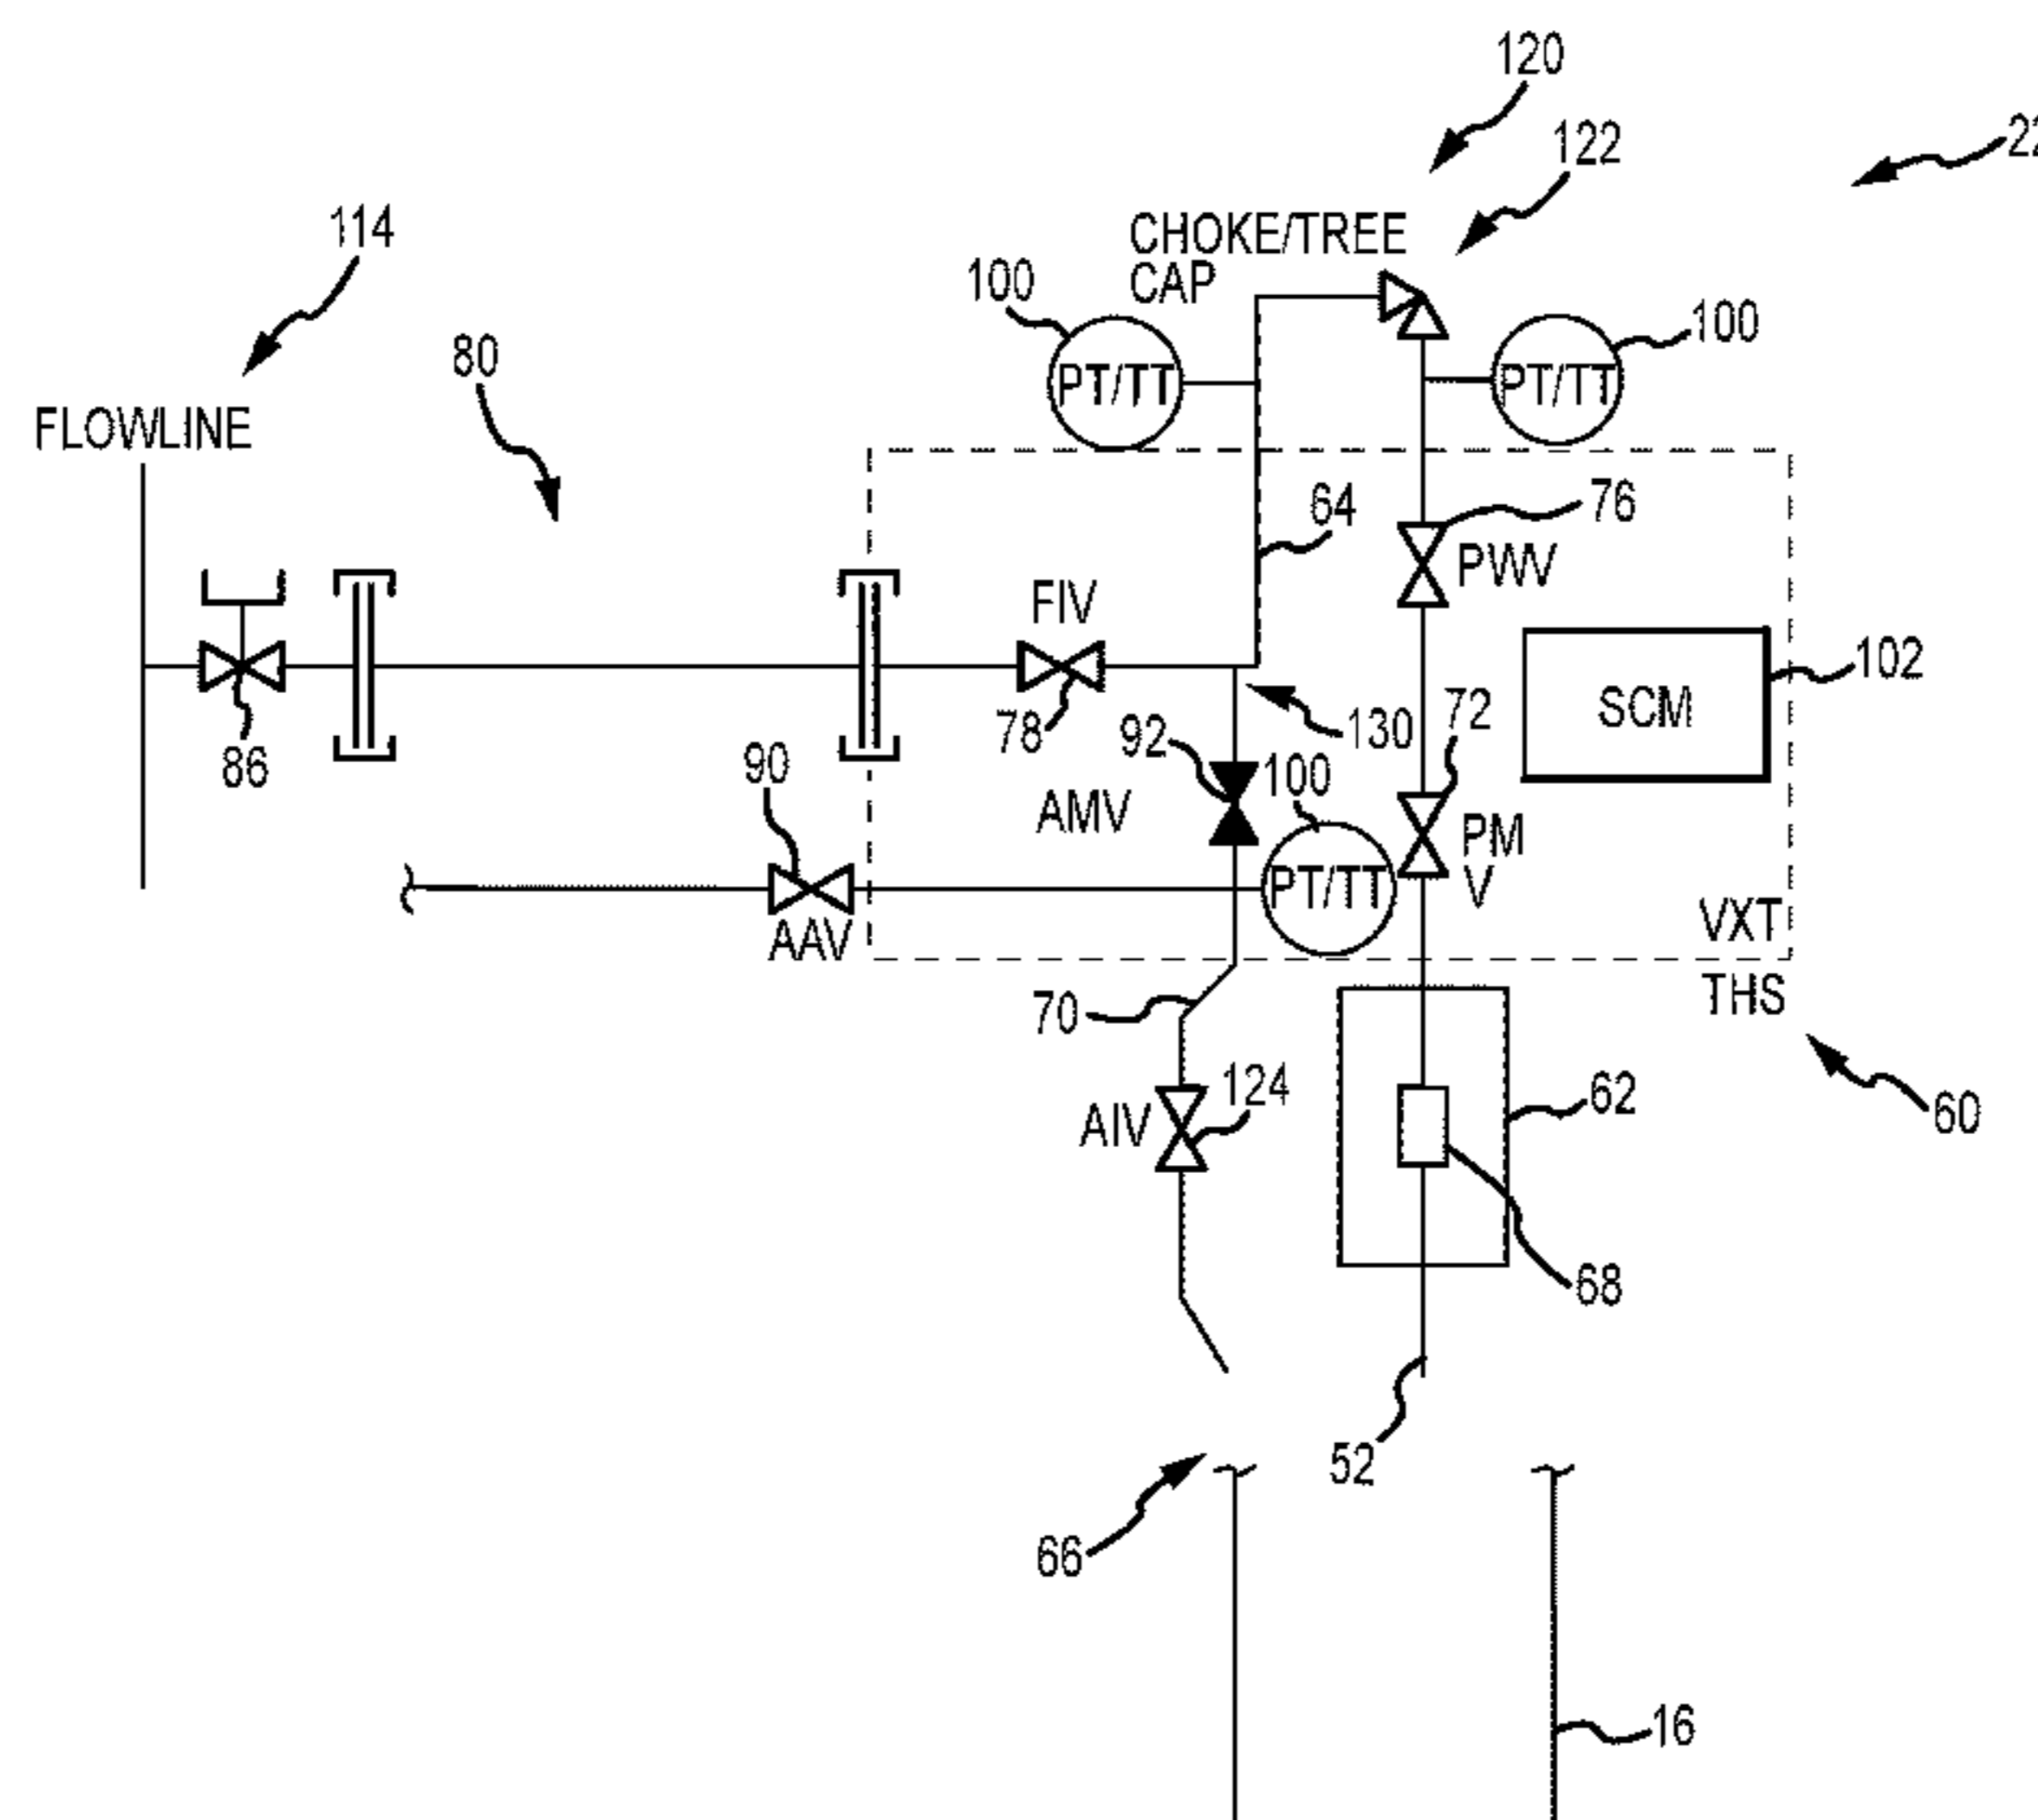 120
122
22
114
CHOKE/TREE
CAP
100
100
80
PT/TT
PT/TT
FLOWLINE
64
76
PWV
FIV
102
SCM
72
78
92
130
86
90
100
AMV
PM
V
PT/TT
VXT
AAV
THS
70
124
62
AIV
60
68
52
66
16